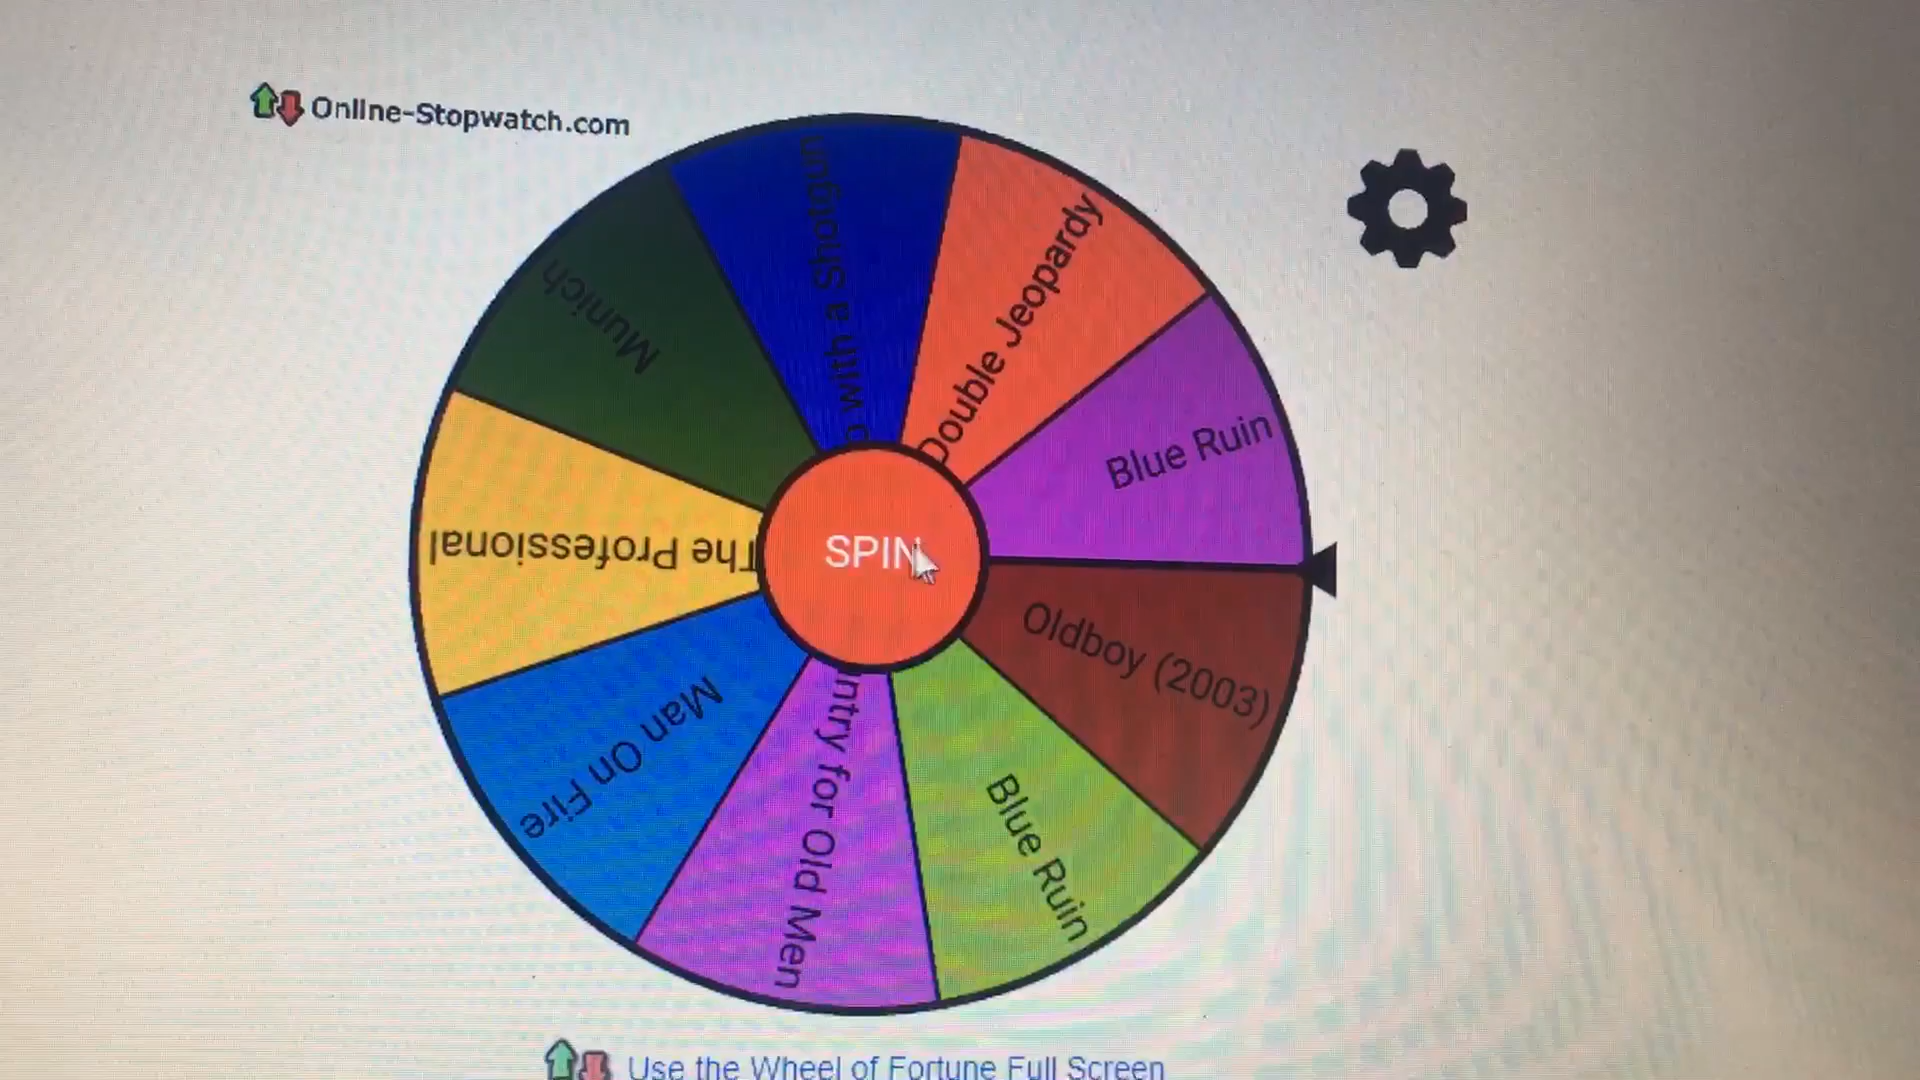 Online-Stopwatch.com
with a Shotgun
Double Jeopardy
Blue Ruin
Oldboy (2003)
Blue Ruin
ntry for Old Men
Man On Fire
The Professional
Munich
SPIN
Use the Wheel of Fortune Full Screen